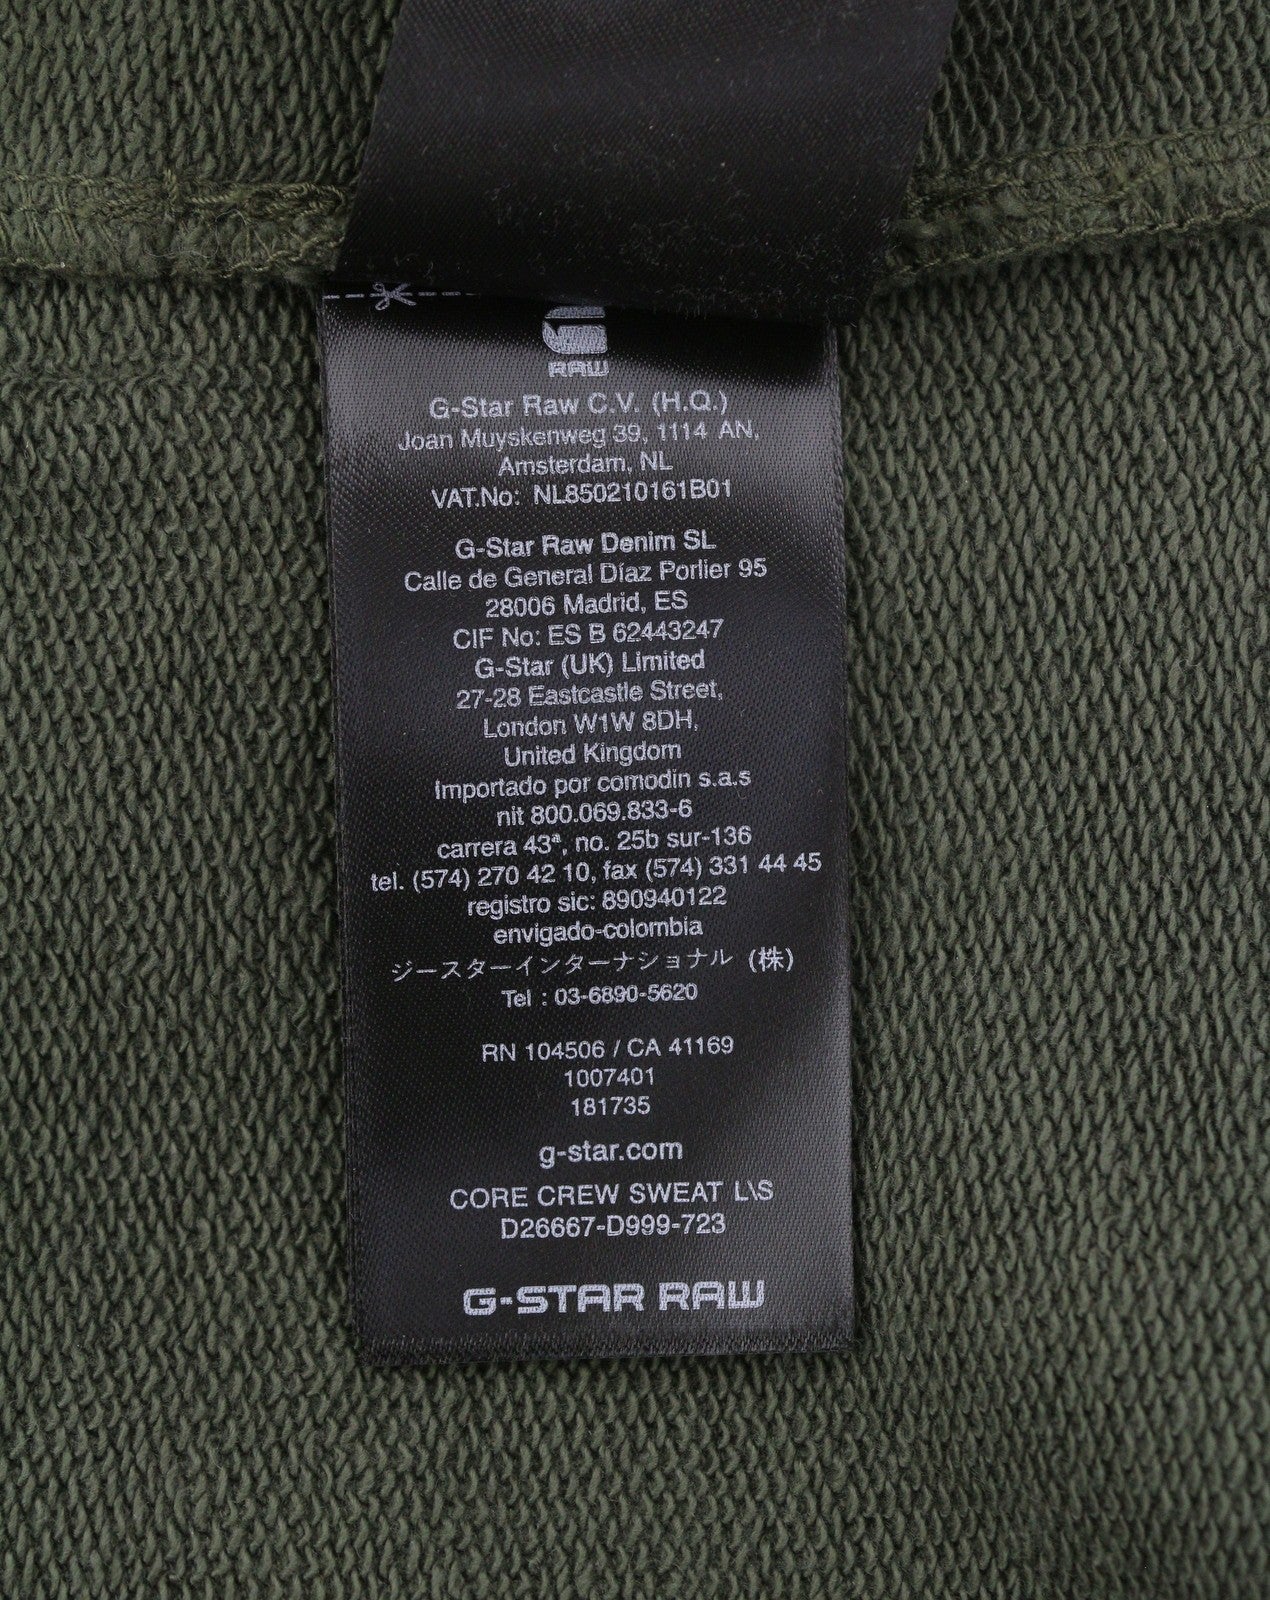 RAW
G-Star Raw C.V. (H.Q.)
Joan Muyskenweg 39, 1114 AN,
Amsterdam, NL
VAT.No: NL850210161B01
G-Star Raw Denim SL
Calle de General Díaz Porlier 95
28006 Madrid, ES
CIF No: ES B 62443247
G-Star (UK) Limited
27-28 Eastcastle Street,
London W1W 8DH,
United Kingdom
Importado por comodin s.a.s
nit 800.069.833-6
carrera 43ª, no. 25b sur-136
tel. (574) 270 42 10, fax (574) 331 44 45
registro sic: 890940122
envigado-colombia
ジースターインターナショナル (株)
Tel : 03-6890-5620
RN 104506 / CA 41169
1007401
181735
g-star.com
CORE CREW SWEAT L\S
D26667-D999-723
G-STAR RAW